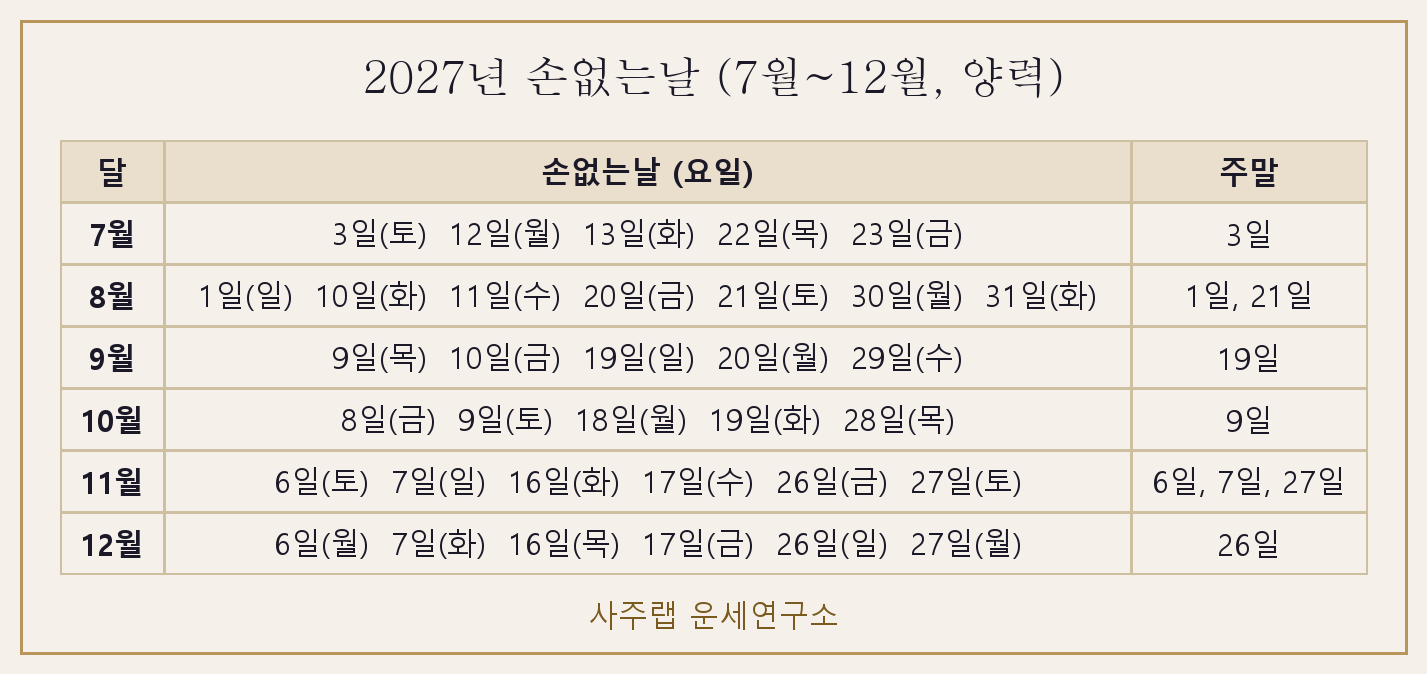 2027년 손없는날 (7월~12월, 양력)
달 손없는날 (요일) 주말
7월 3일(토) 12일(월) 13일(화) 22일(목) 23일(금) 3일
8월 1일(일) 10일(화) 11일(수) 20일(금) 21일(토) 30일(월) 31일(화) 1일, 21일
9월 9일(목) 10일(금) 19일(일) 20일(월) 29일(수) 19일
10월 8일(금) 9일(토) 18일(월) 19일(화) 28일(목) 9일
11월 6일(토) 7일(일) 16일(화) 17일(수) 26일(금) 27일(토) 6일, 7일, 27일
12월 6일(월) 7일(화) 16일(목) 17일(금) 26일(일) 27일(월) 26일
사주랩 운세연구소